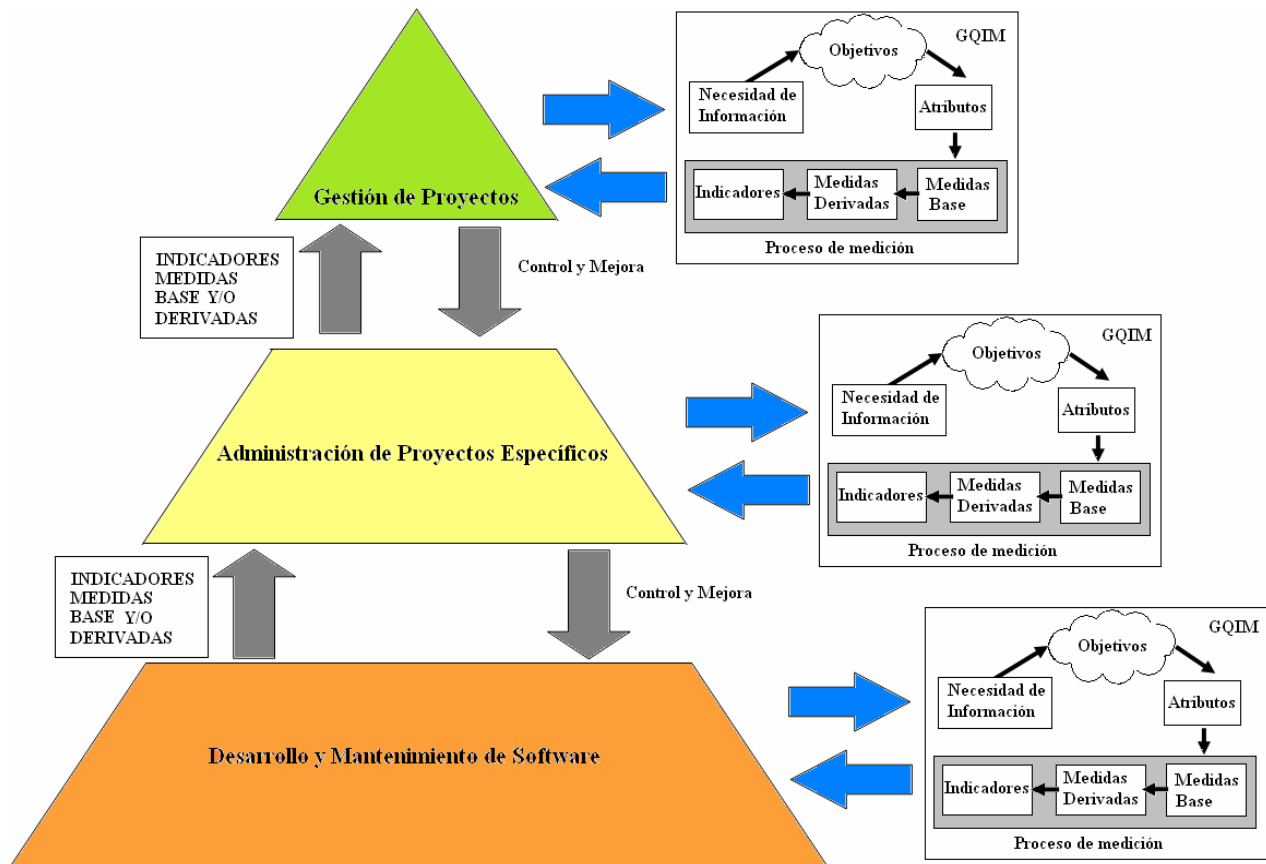 GQIM
Objetivos
Necesidad de
Información
Atributos
Indicadores
Medidas
Derivadas
Medidas
Base
Proceso de medición
Gestión de Proyectos
INDICADORES
MEDIDAS
BASE Y/O
DERIVADAS
Control y Mejora
GQIM
Objetivos
Necesidad de
Información
Atributos
Indicadores
Medidas
Derivadas
Medidas
Base
Proceso de medición
Administración de Proyectos Específicos
INDICADORES
MEDIDAS
BASE Y/O
DERIVADAS
Control y Mejora
GQIM
Objetivos
Necesidad de
Información
Atributos
Indicadores
Medidas
Derivadas
Medidas
Base
Proceso de medición
Desarrollo y Mantenimiento de Software